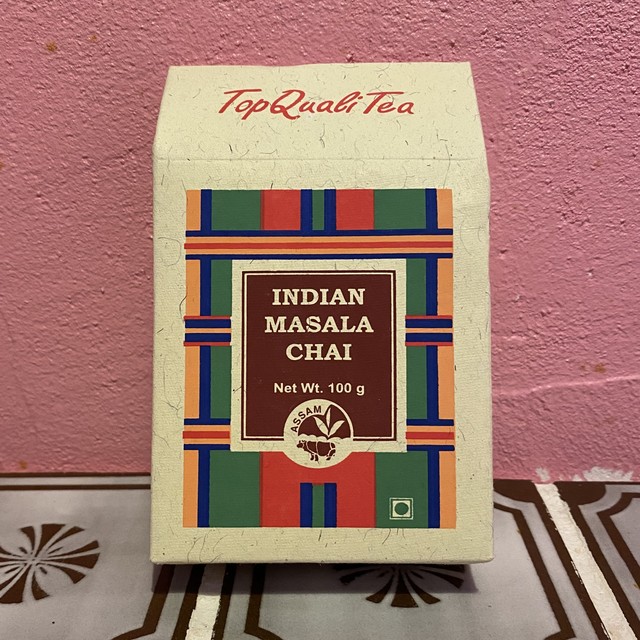 TopQualiTea
INDIAN
MASALA
CHAI
Net Wt. 100 g
ASSAM